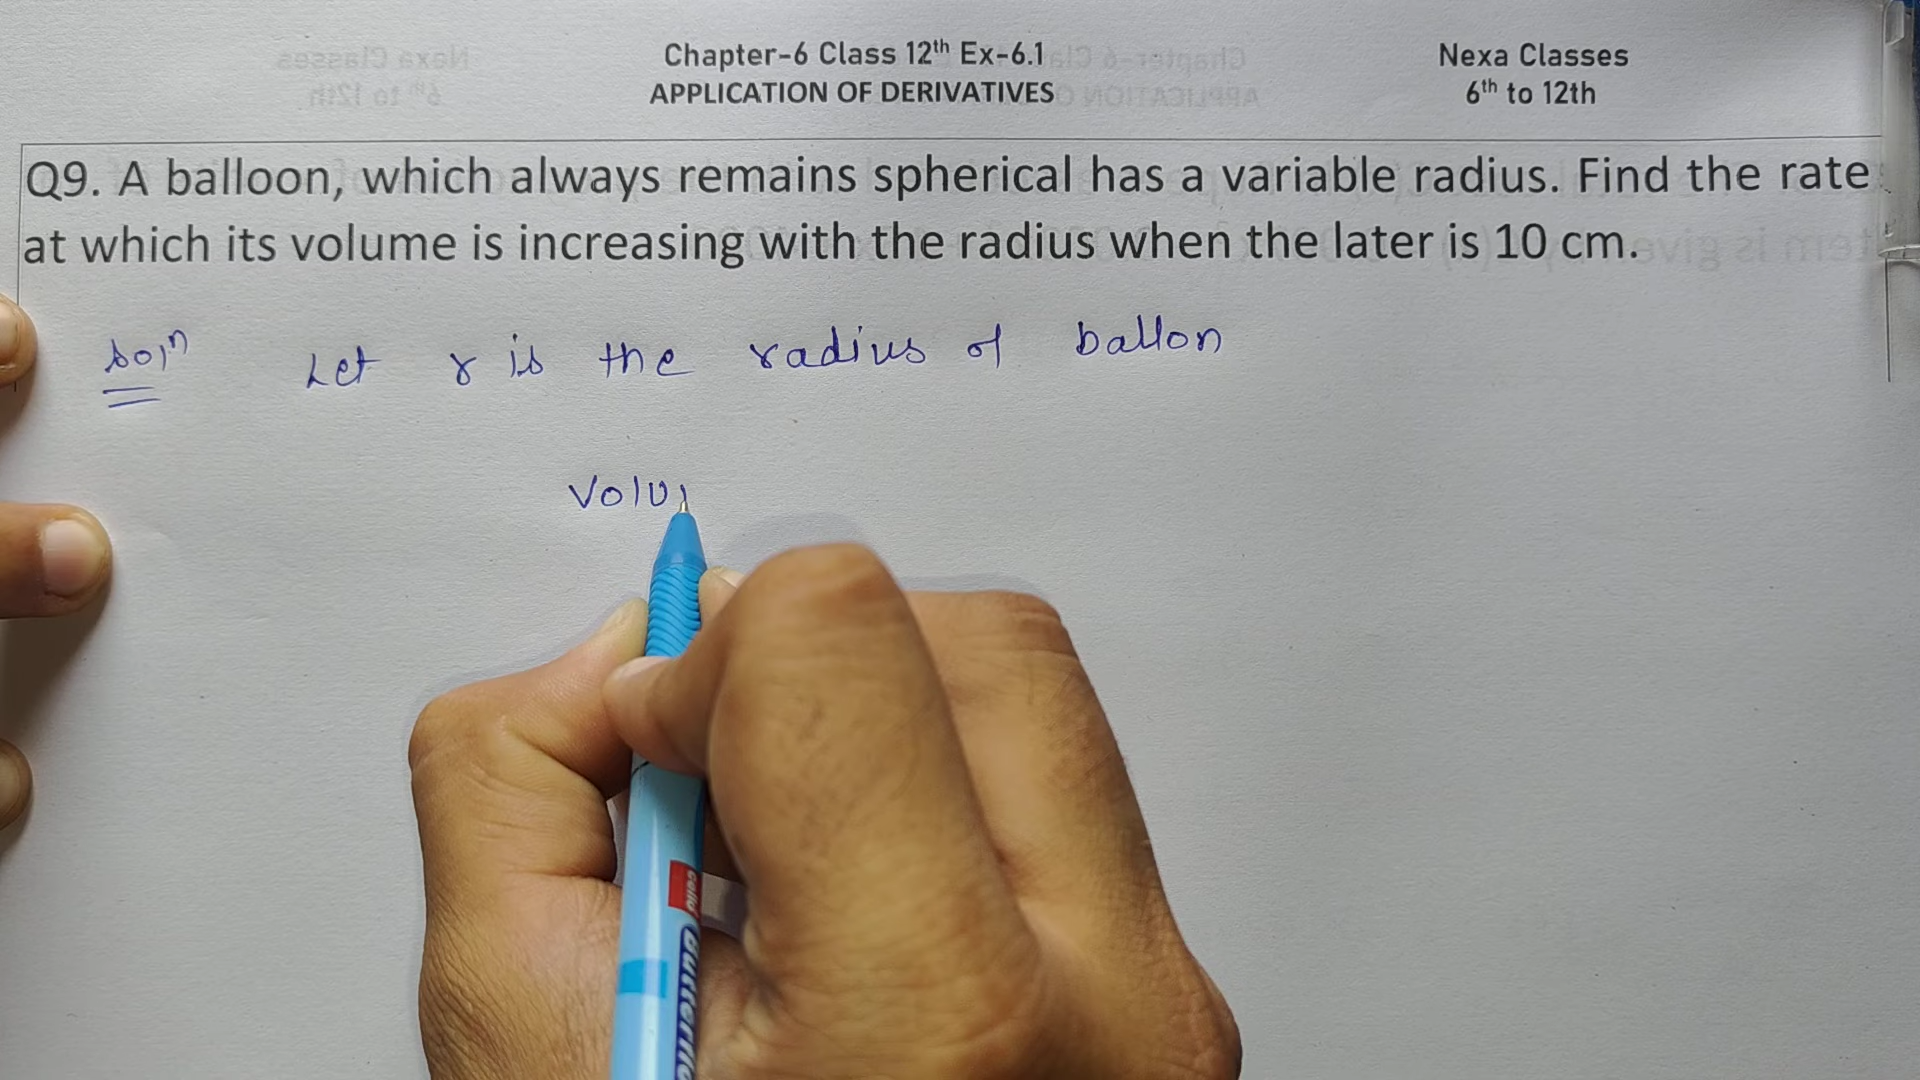 Chapter-6 Class 12th Ex-6.1
APPLICATION OF DERIVATIVES
Nexa Classes
6th to 12th
Q9. A balloon, which always remains spherical has a variable radius. Find the rate
at which its volume is increasing with the radius when the later is 10 cm.
Soln Let r is the radius of ballon
Volu
cello